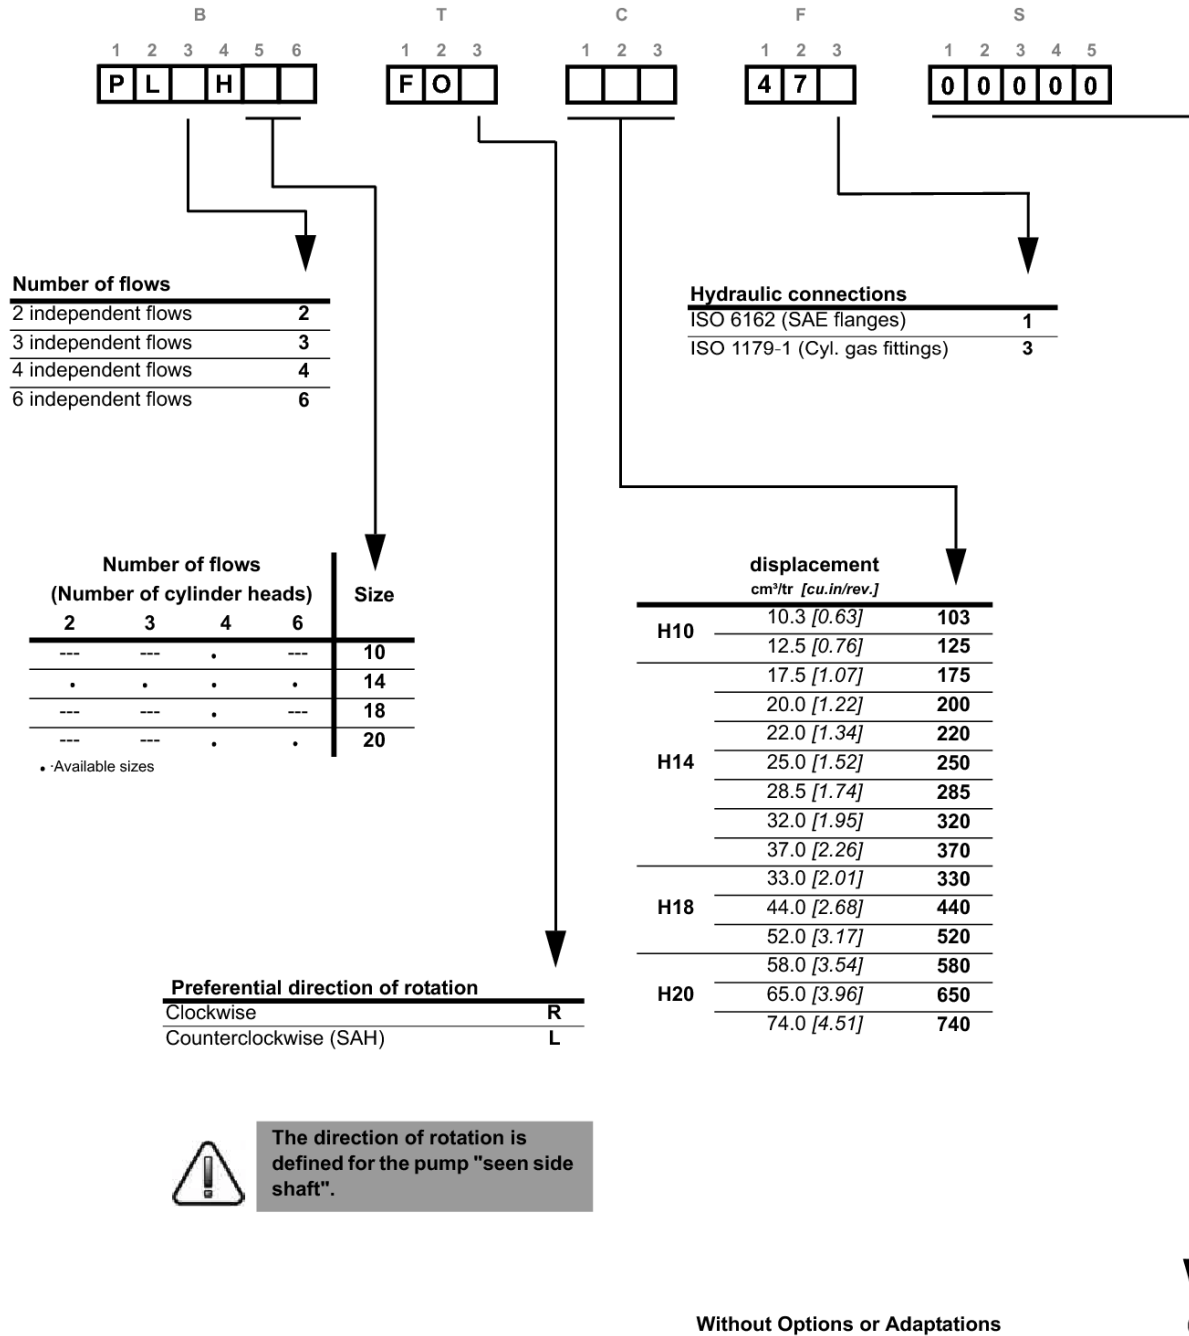 B T C F S
1 2 3 4 5 6 1 2 3 1 2 3 1 2 3 1 2 3 4 5
P L H F O 4 7 0 0 0 0 0
Number of flows
2 independent flows 2
3 independent flows 3
4 independent flows 4
6 independent flows 6
Hydraulic connections
ISO 6162 (SAE flanges) 1
ISO 1179-1 (Cyl. gas fittings) 3
Number of flows
(Number of cylinder heads) Size
2 3 4 6
--- --- • --- 10
• • • • 14
--- --- • --- 18
--- --- • • 20
• ·Available sizes
displacement
cm³/tr [cu.in/rev.]
H10
10.3 [0.63] 103
12.5 [0.76] 125
H14
17.5 [1.07] 175
20.0 [1.22] 200
22.0 [1.34] 220
25.0 [1.52] 250
28.5 [1.74] 285
32.0 [1.95] 320
37.0 [2.26] 370
H18
33.0 [2.01] 330
44.0 [2.68] 440
52.0 [3.17] 520
H20
58.0 [3.54] 580
65.0 [3.96] 650
74.0 [4.51] 740
Preferential direction of rotation
Clockwise R
Counterclockwise (SAH) L
The direction of rotation is
defined for the pump "seen side
shaft".
Without Options or Adaptations